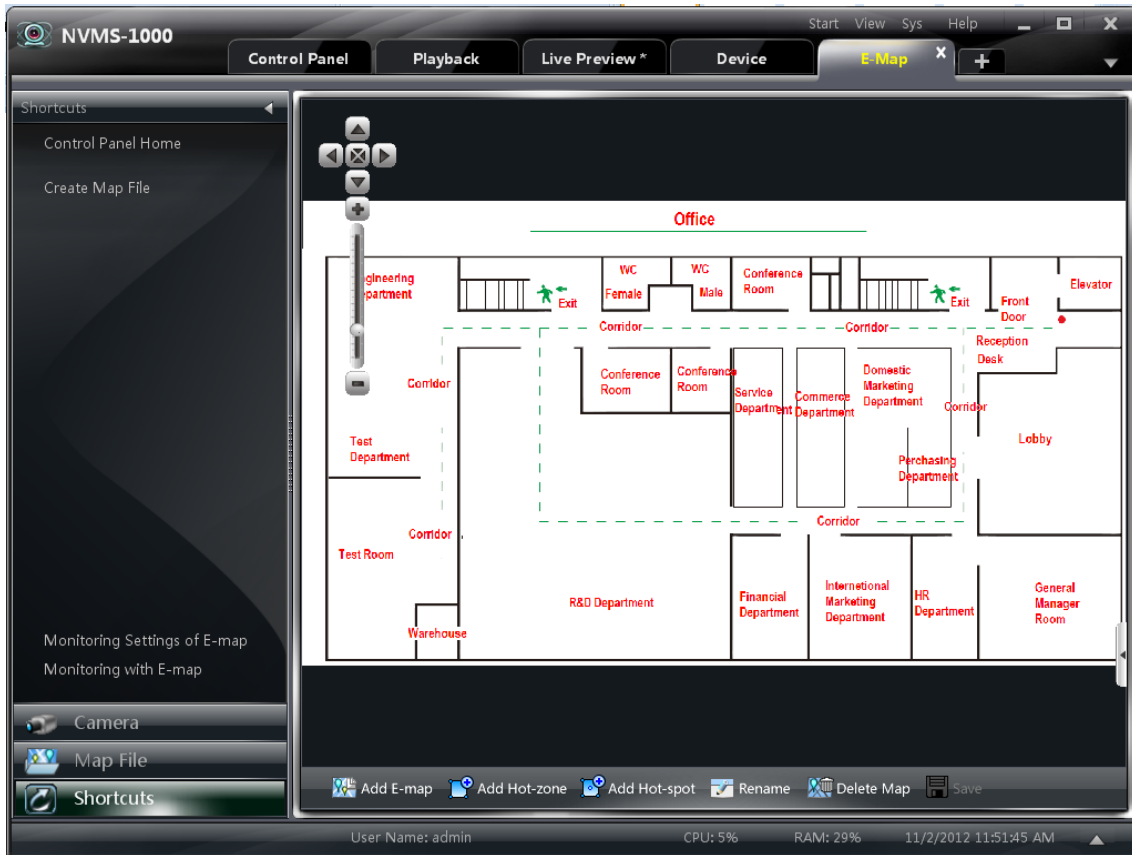 Start View Sys Help
NVMS-1000
Control Panel
Playback
Live Preview *
Device
E-Map
Shortcuts
Control Panel Home
Create Map File
Monitoring Settings of E-map
Monitoring with E-map
Camera
Map File
Shortcuts
Office
ngineering
epartment
Exit
WC
Female
WC
Male
Conference
Room
Exit
Front
Door
Elevator
Corridor
Corridor
Reception
Desk
Corridor
Conference
Room
Conference
Room
Service
Department
Commerce
Department
Domestic
Marketing
Department
Corridor
Lobby
Test
Department
Perchasing
Department
Corridor
Corridor
Test Room
R&D Department
Financial
Department
Internetional
Marketing
Department
HR
Department
General
Manager
Room
Warehouse
Add E-map
Add Hot-zone
Add Hot-spot
Rename
Delete Map
Save
User Name: admin
CPU: 5%
RAM: 29%
11/2/2012 11:51:45 AM